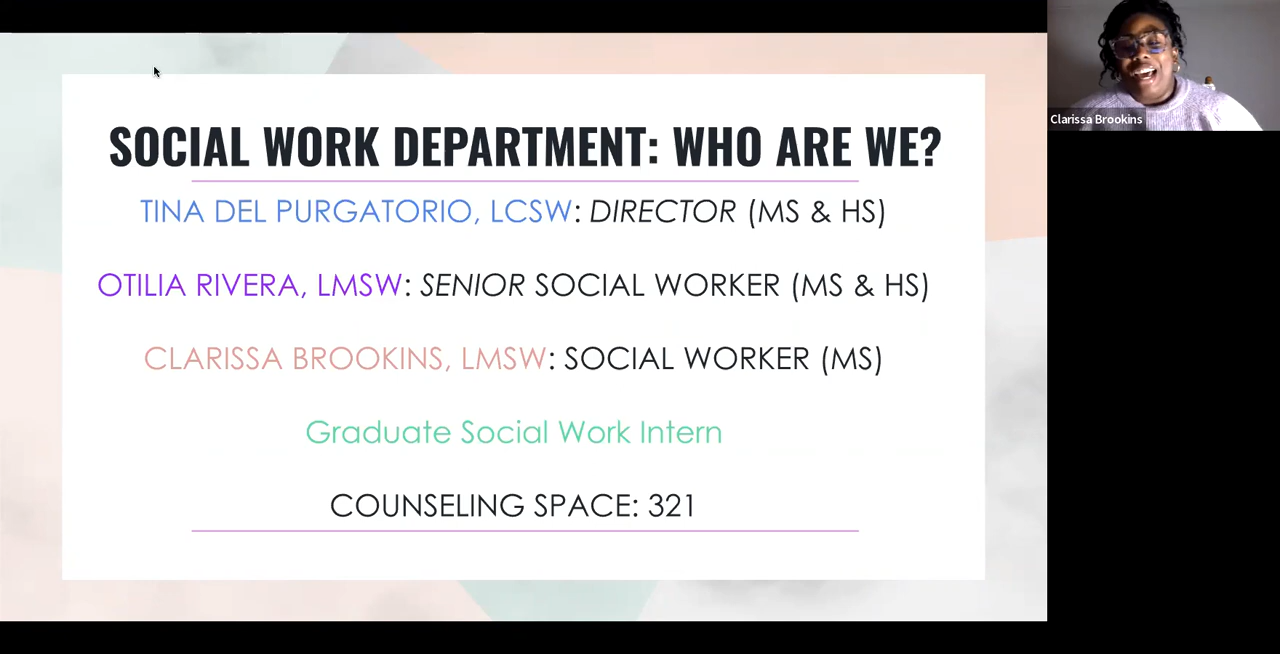 SOCIAL WORK DEPARTMENT: WHO ARE WE?
TINA DEL PURGATORIO, LCSW: DIRECTOR (MS & HS)
OTILIA RIVERA, LMSW: SENIOR SOCIAL WORKER (MS & HS)
CLARISSA BROOKINS, LMSW: SOCIAL WORKER (MS)
Graduate Social Work Intern
COUNSELING SPACE: 321
Clarissa Brookins